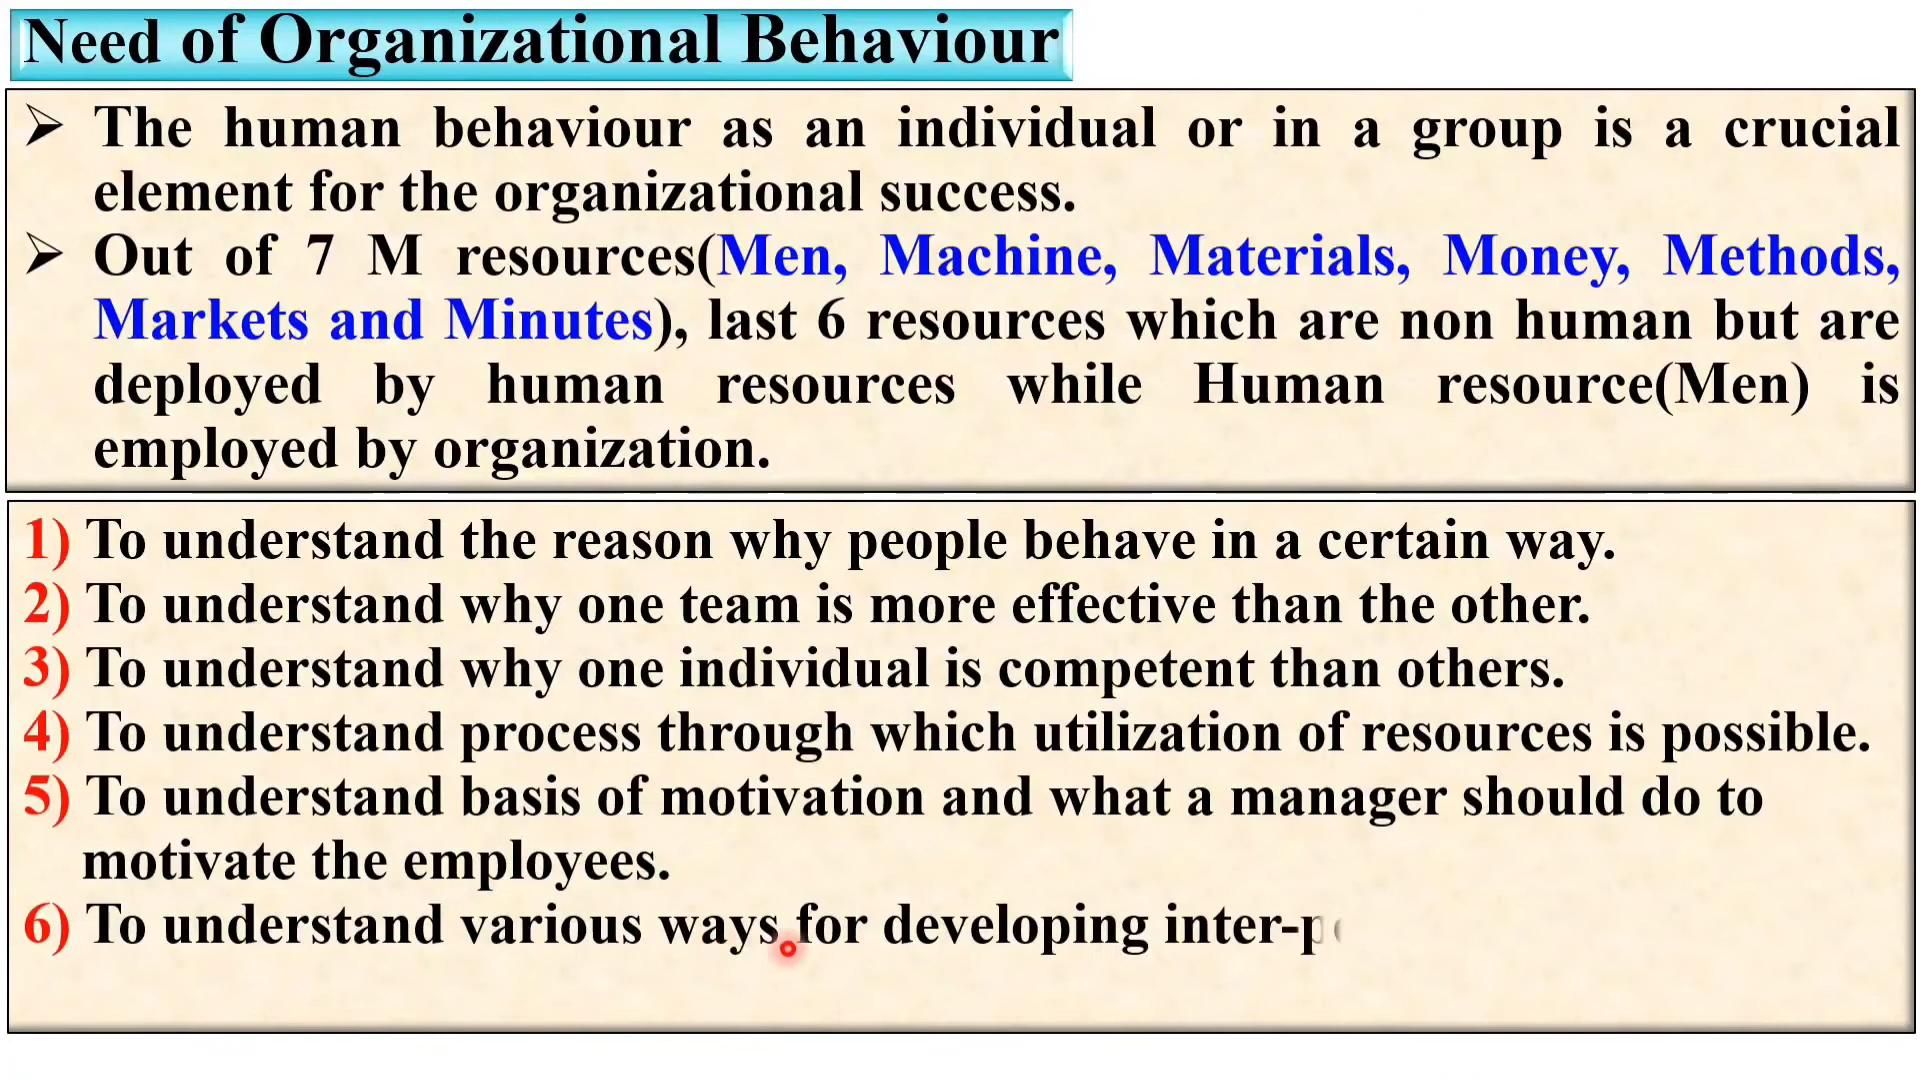 Need of Organizational Behaviour
➢ The human behaviour as an individual or in a group is a crucial
element for the organizational success.
➢ Out of 7 M resources(Men, Machine, Materials, Money, Methods,
Markets and Minutes), last 6 resources which are non human but are
deployed by human resources while Human resource(Men) is
employed by organization.
1) To understand the reason why people behave in a certain way.
2) To understand why one team is more effective than the other.
3) To understand why one individual is competent than others.
4) To understand process through which utilization of resources is possible.
5) To understand basis of motivation and what a manager should do to
motivate the employees.
6) To understand various ways for developing